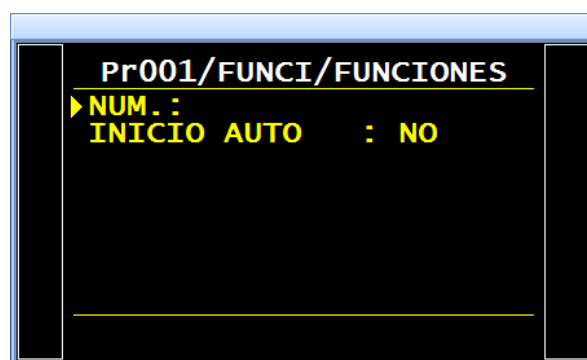 Pr001/FUNCI/FUNCIONES
NUM.:
INICIO AUTO : NO